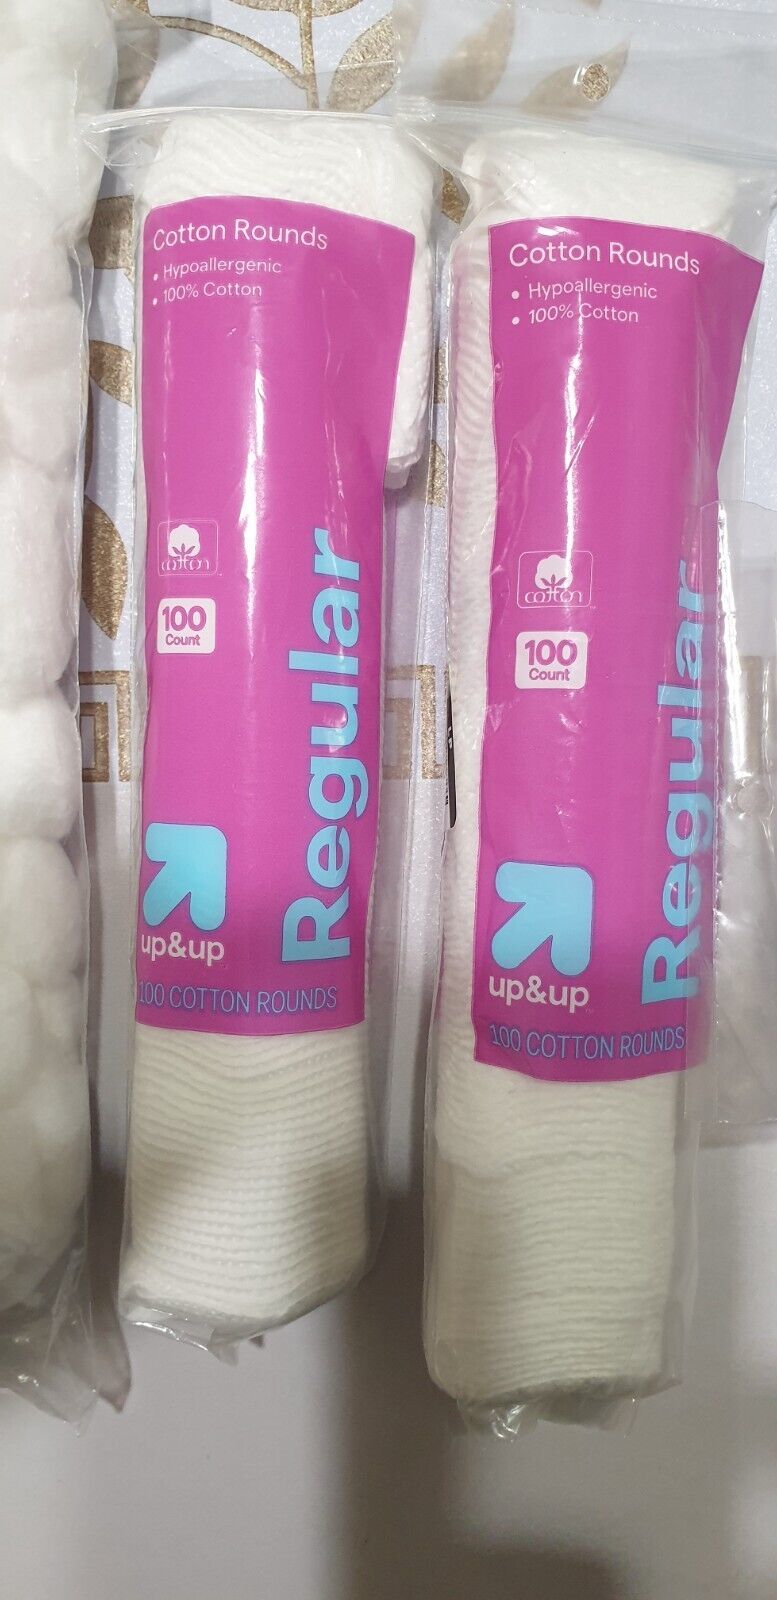 Cotton Rounds
• Hypoallergenic
• 100% Cotton
cotton
100
Count
Regular
up&up
100 COTTON ROUNDS
Cotton Rounds
• Hypoallergenic
• 100% Cotton
cotton
100
Count
Regular
up&up
100 COTTON ROUNDS